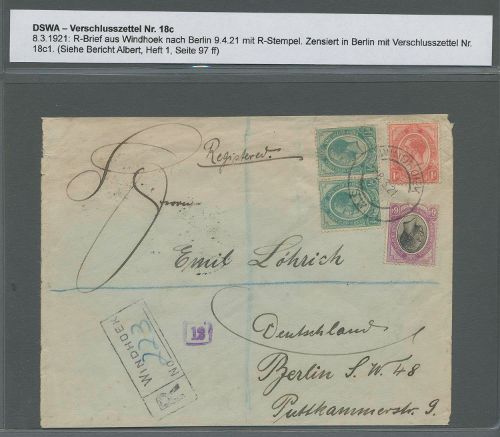 DSWA – Verschlusszettel Nr. 18c
8.3.1921: R-Brief aus Windhoek nach Berlin 9.4.21 mit R-Stempel. Zensiert in Berlin mit Verschlusszettel Nr.
18c1. (Siehe Bericht Albert, Heft 1, Seite 97 ff)
Registered.
Emil Löhrich
Deutschland
Berlin S. W. 48
Puttkammerstr. 9.
WINDHOEK
No 223
R